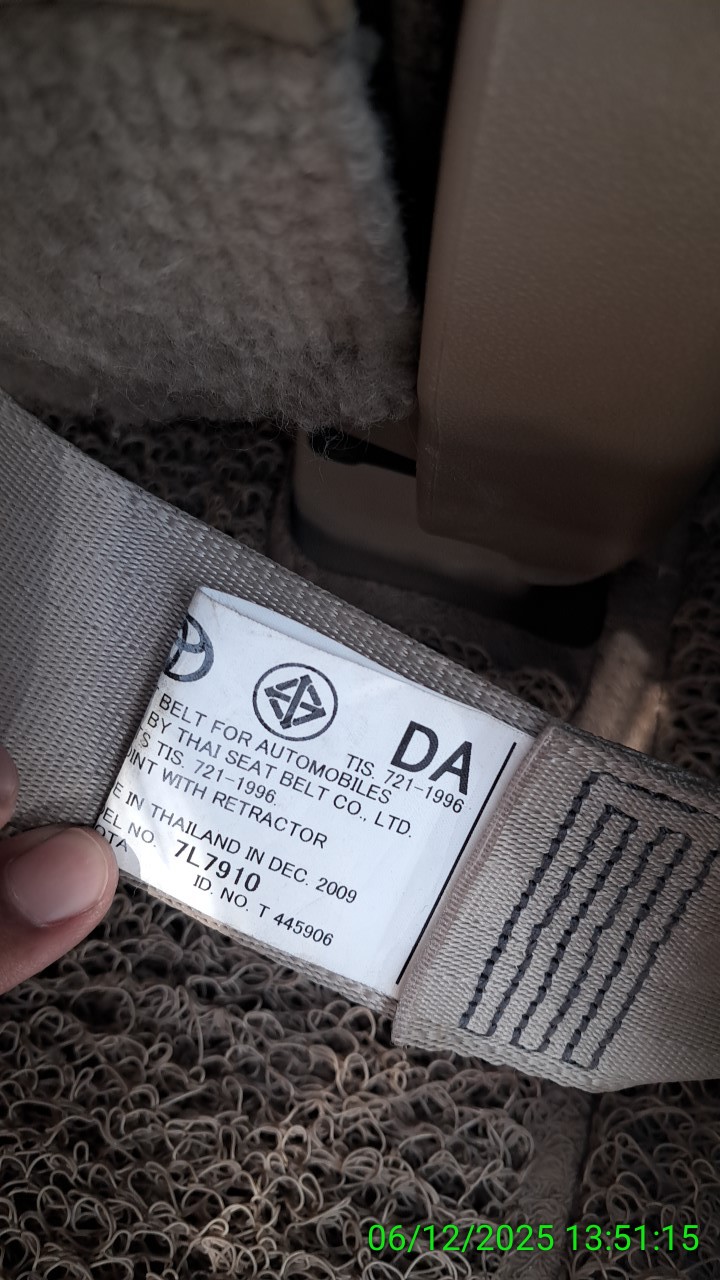 DA
TIS. 721-1996
BELT FOR AUTOMOBILES
BY THAI SEAT BELT CO., LTD.
TIS. 721-1996
WITH RETRACTOR
IN THAILAND IN DEC. 2009
NO. 7L7910
ID. NO. T 445906
06/12/2025 13:51:15